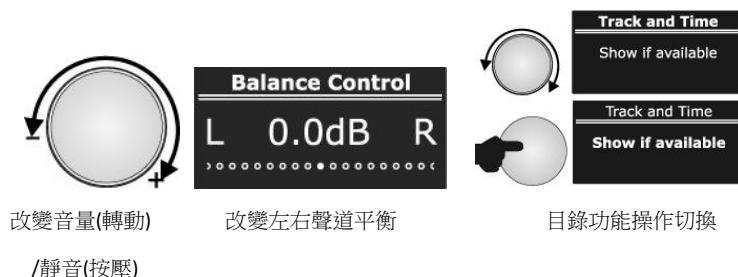 Track and Time
Show if available
Balance Control
L 0.0dB R
- +
Track and Time
Show if available
改變音量(轉動)
/靜音(按壓)
改變左右聲道平衡
目錄功能操作切換